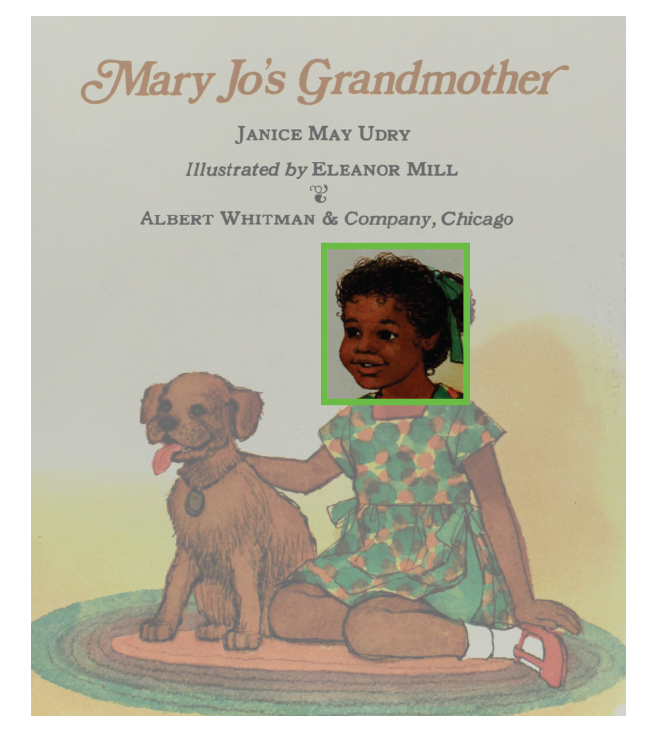 Mary Jo's Grandmother
JANICE MAY UDRY
Illustrated by ELEANOR MILL
ALBERT WHITMAN & Company, Chicago